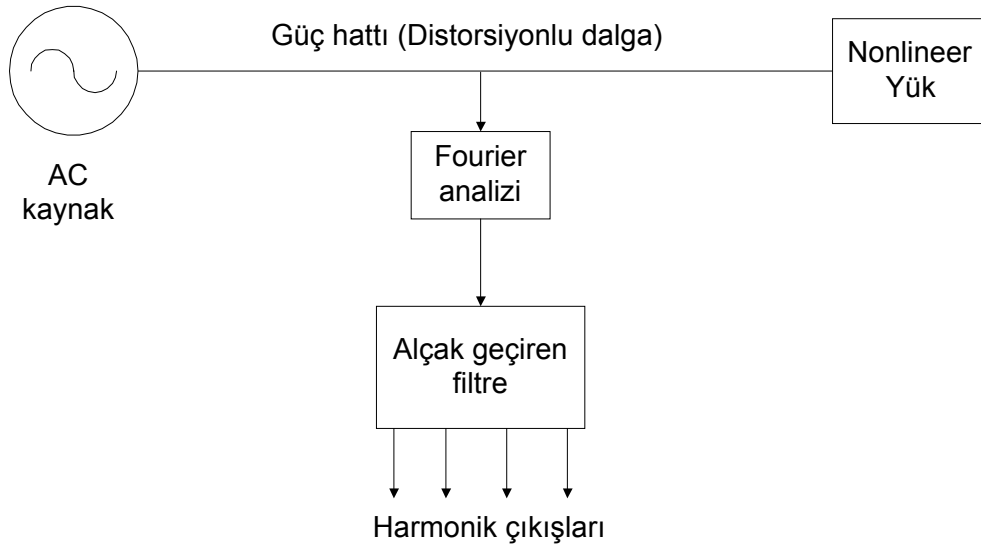 Güç hattı (Distorsiyonlu dalga)
Nonlineer
Yük
AC
kaynak
Fourier
analizi
Alçak geçiren
filtre
Harmonik çıkışları